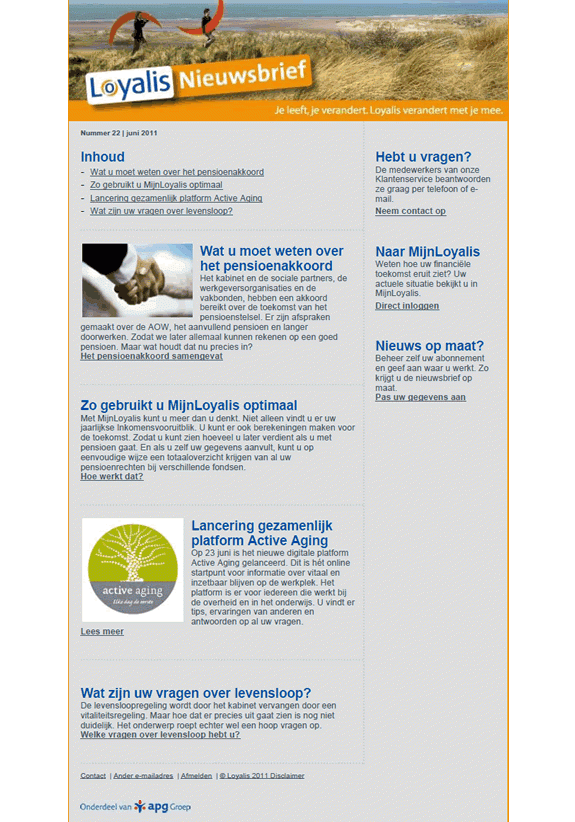 Loyalis Nieuwsbrief
Je leeft, je verandert. Loyalis verandert met je mee.
Nummer 22 | juni 2011
Inhoud
- Wat u moet weten over het pensioenakkoord
- Zo gebruikt u MijnLoyalis optimaal
- Lancering gezamenlijk platform Active Aging
- Wat zijn uw vragen over levensloop?
Wat u moet weten over
het pensioenakkoord
Het kabinet en de sociale partners, de
werkgeversorganisaties en de
vakbonden, hebben een akkoord
bereikt over de toekomst van het
pensioenstelsel. Er zijn afspraken
gemaakt over de AOW, het aanvullend pensioen en langer
doorwerken. Zodat we later allemaal kunnen rekenen op een goed
pensioen. Maar wat houdt dat nu precies in?
Het pensioenakkoord samengevat
Zo gebruikt u MijnLoyalis optimaal
Met MijnLoyalis kunt u meer dan u denkt. Niet alleen vindt u er uw
jaarlijkse Inkomensvooruitblik. U kunt er ook berekeningen maken voor
de toekomst. Zodat u kunt zien hoeveel u later verdient als u met
pensioen gaat. En als u zelf uw gegevens aanvult, kunt u op
eenvoudige wijze een totaaloverzicht krijgen van al uw
pensioenrechten bij verschillende fondsen.
Hoe werkt dat?
active aging
Elke dag de eerste
Lancering gezamenlijk
platform Active Aging
Op 23 juni is het nieuwe digitale platform
Active Aging gelanceerd. Dit is hét online
startpunt voor informatie over vitaal en
inzetbaar blijven op de werkplek. Het
platform is er voor iedereen die werkt bij
de overheid en in het onderwijs. U vindt er
tips, ervaringen van anderen en
antwoorden op al uw vragen.
Lees meer
Wat zijn uw vragen over levensloop?
De levensloopregeling wordt door het kabinet vervangen door een
vitaliteitsregeling. Maar hoe dat er precies uit gaat zien is nog niet
duidelijk. Het onderwerp roept echter wel een hoop vragen op.
Welke vragen over levensloop hebt u?
Hebt u vragen?
De medewerkers van onze
Klantenservice beantwoorden
ze graag per telefoon of e-
mail.
Neem contact op
Naar MijnLoyalis
Weten hoe uw financiële
toekomst eruit ziet? Uw
actuele situatie bekijkt u in
MijnLoyalis.
Direct inloggen
Nieuws op maat?
Beheer zelf uw abonnement
en geef aan waar u werkt. Zo
krijgt u de nieuwsbrief op
maat.
Pas uw gegevens aan
Contact | Ander e-mailadres | Afmelden | © Loyalis 2011 Disclaimer
Onderdeel van apg Groep